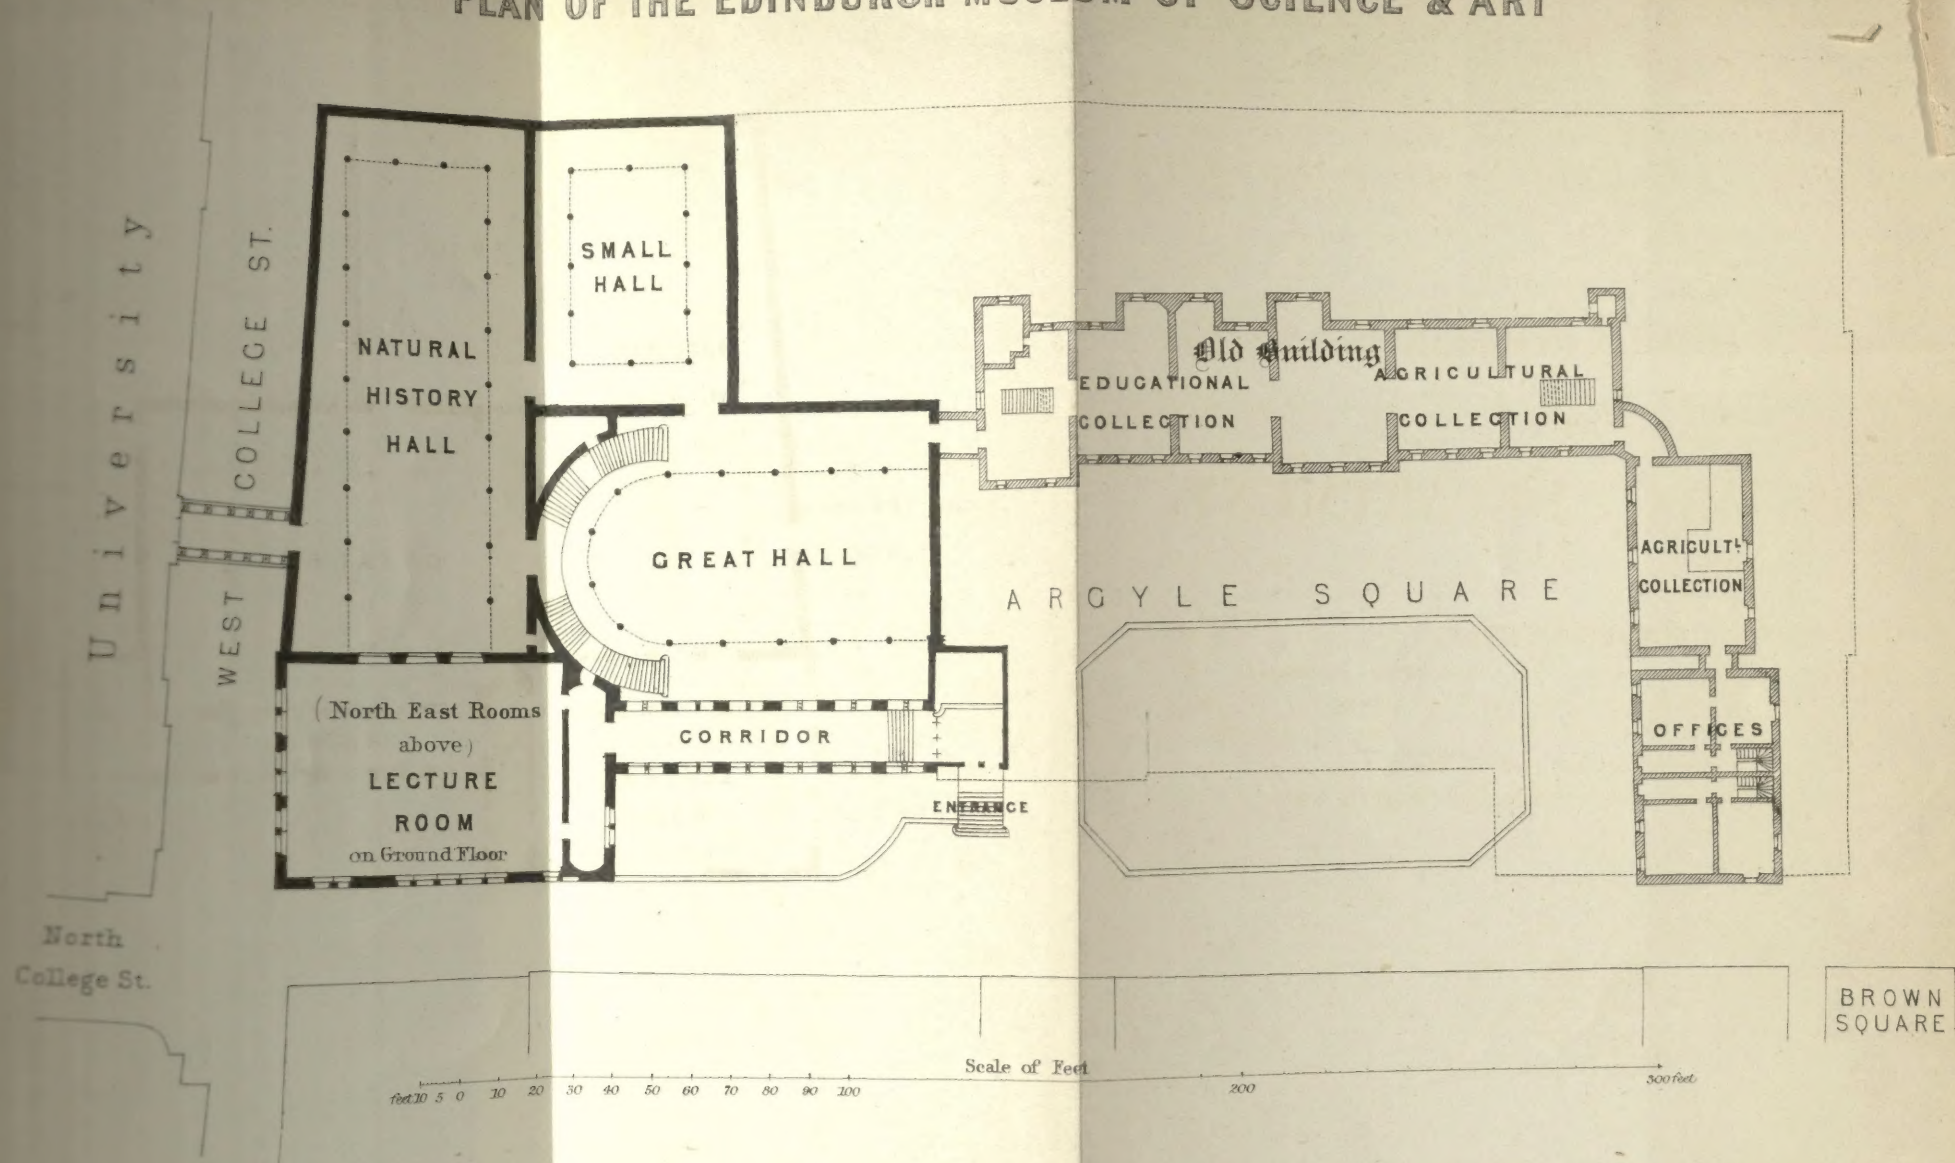 PLAN OF THE EDINBURGH MUSEUM OF SCIENCE & ART
University
WEST COLLEGE ST.
NATURAL
HISTORY
HALL
SMALL
HALL
GREAT HALL
(North East Rooms
above)
LECTURE
ROOM
on Ground Floor
CORRIDOR
ENTRANCE
Old Building
EDUCATIONAL
COLLECTION
AGRICULTURAL
COLLECTION
ARGYLE SQUARE
AGRICULTL
COLLECTION
OFFICES
North
College St.
BROWN
SQUARE
Scale of Feet
feet 10 5 0 10 20 30 40 50 60 70 80 90 100 200 300 feet